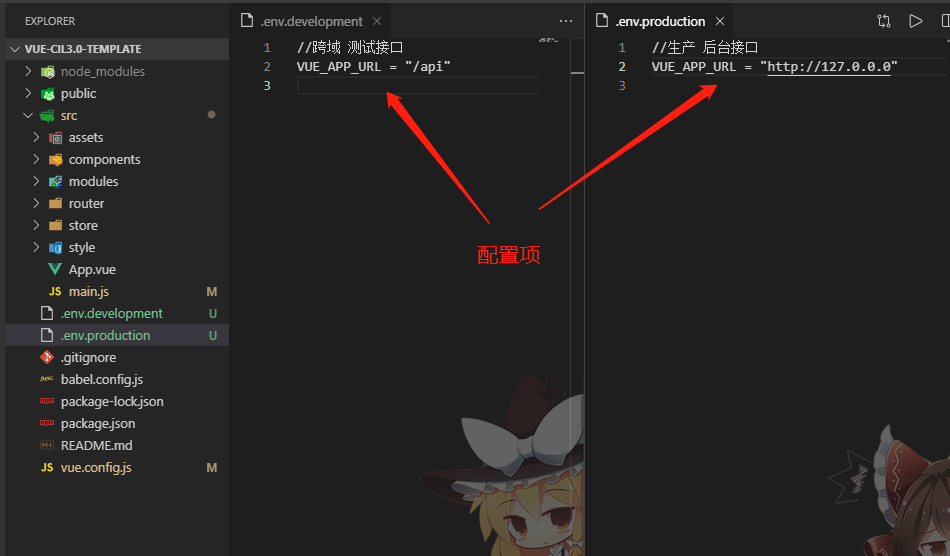 EXPLORER
VUE-CIL3.0-TEMPLATE
node_modules
public
src
assets
components
modules
router
store
style
App.vue
JS main.js M
.env.development U
.env.production U
.gitignore
babel.config.js
package-lock.json
package.json
README.md
JS vue.config.js M
.env.development
1 //跨域 测试接口
2 VUE_APP_URL = "/api"
3
.env.production
1 //生产 后台接口
2 VUE_APP_URL = "http://127.0.0.0"
3
配置项